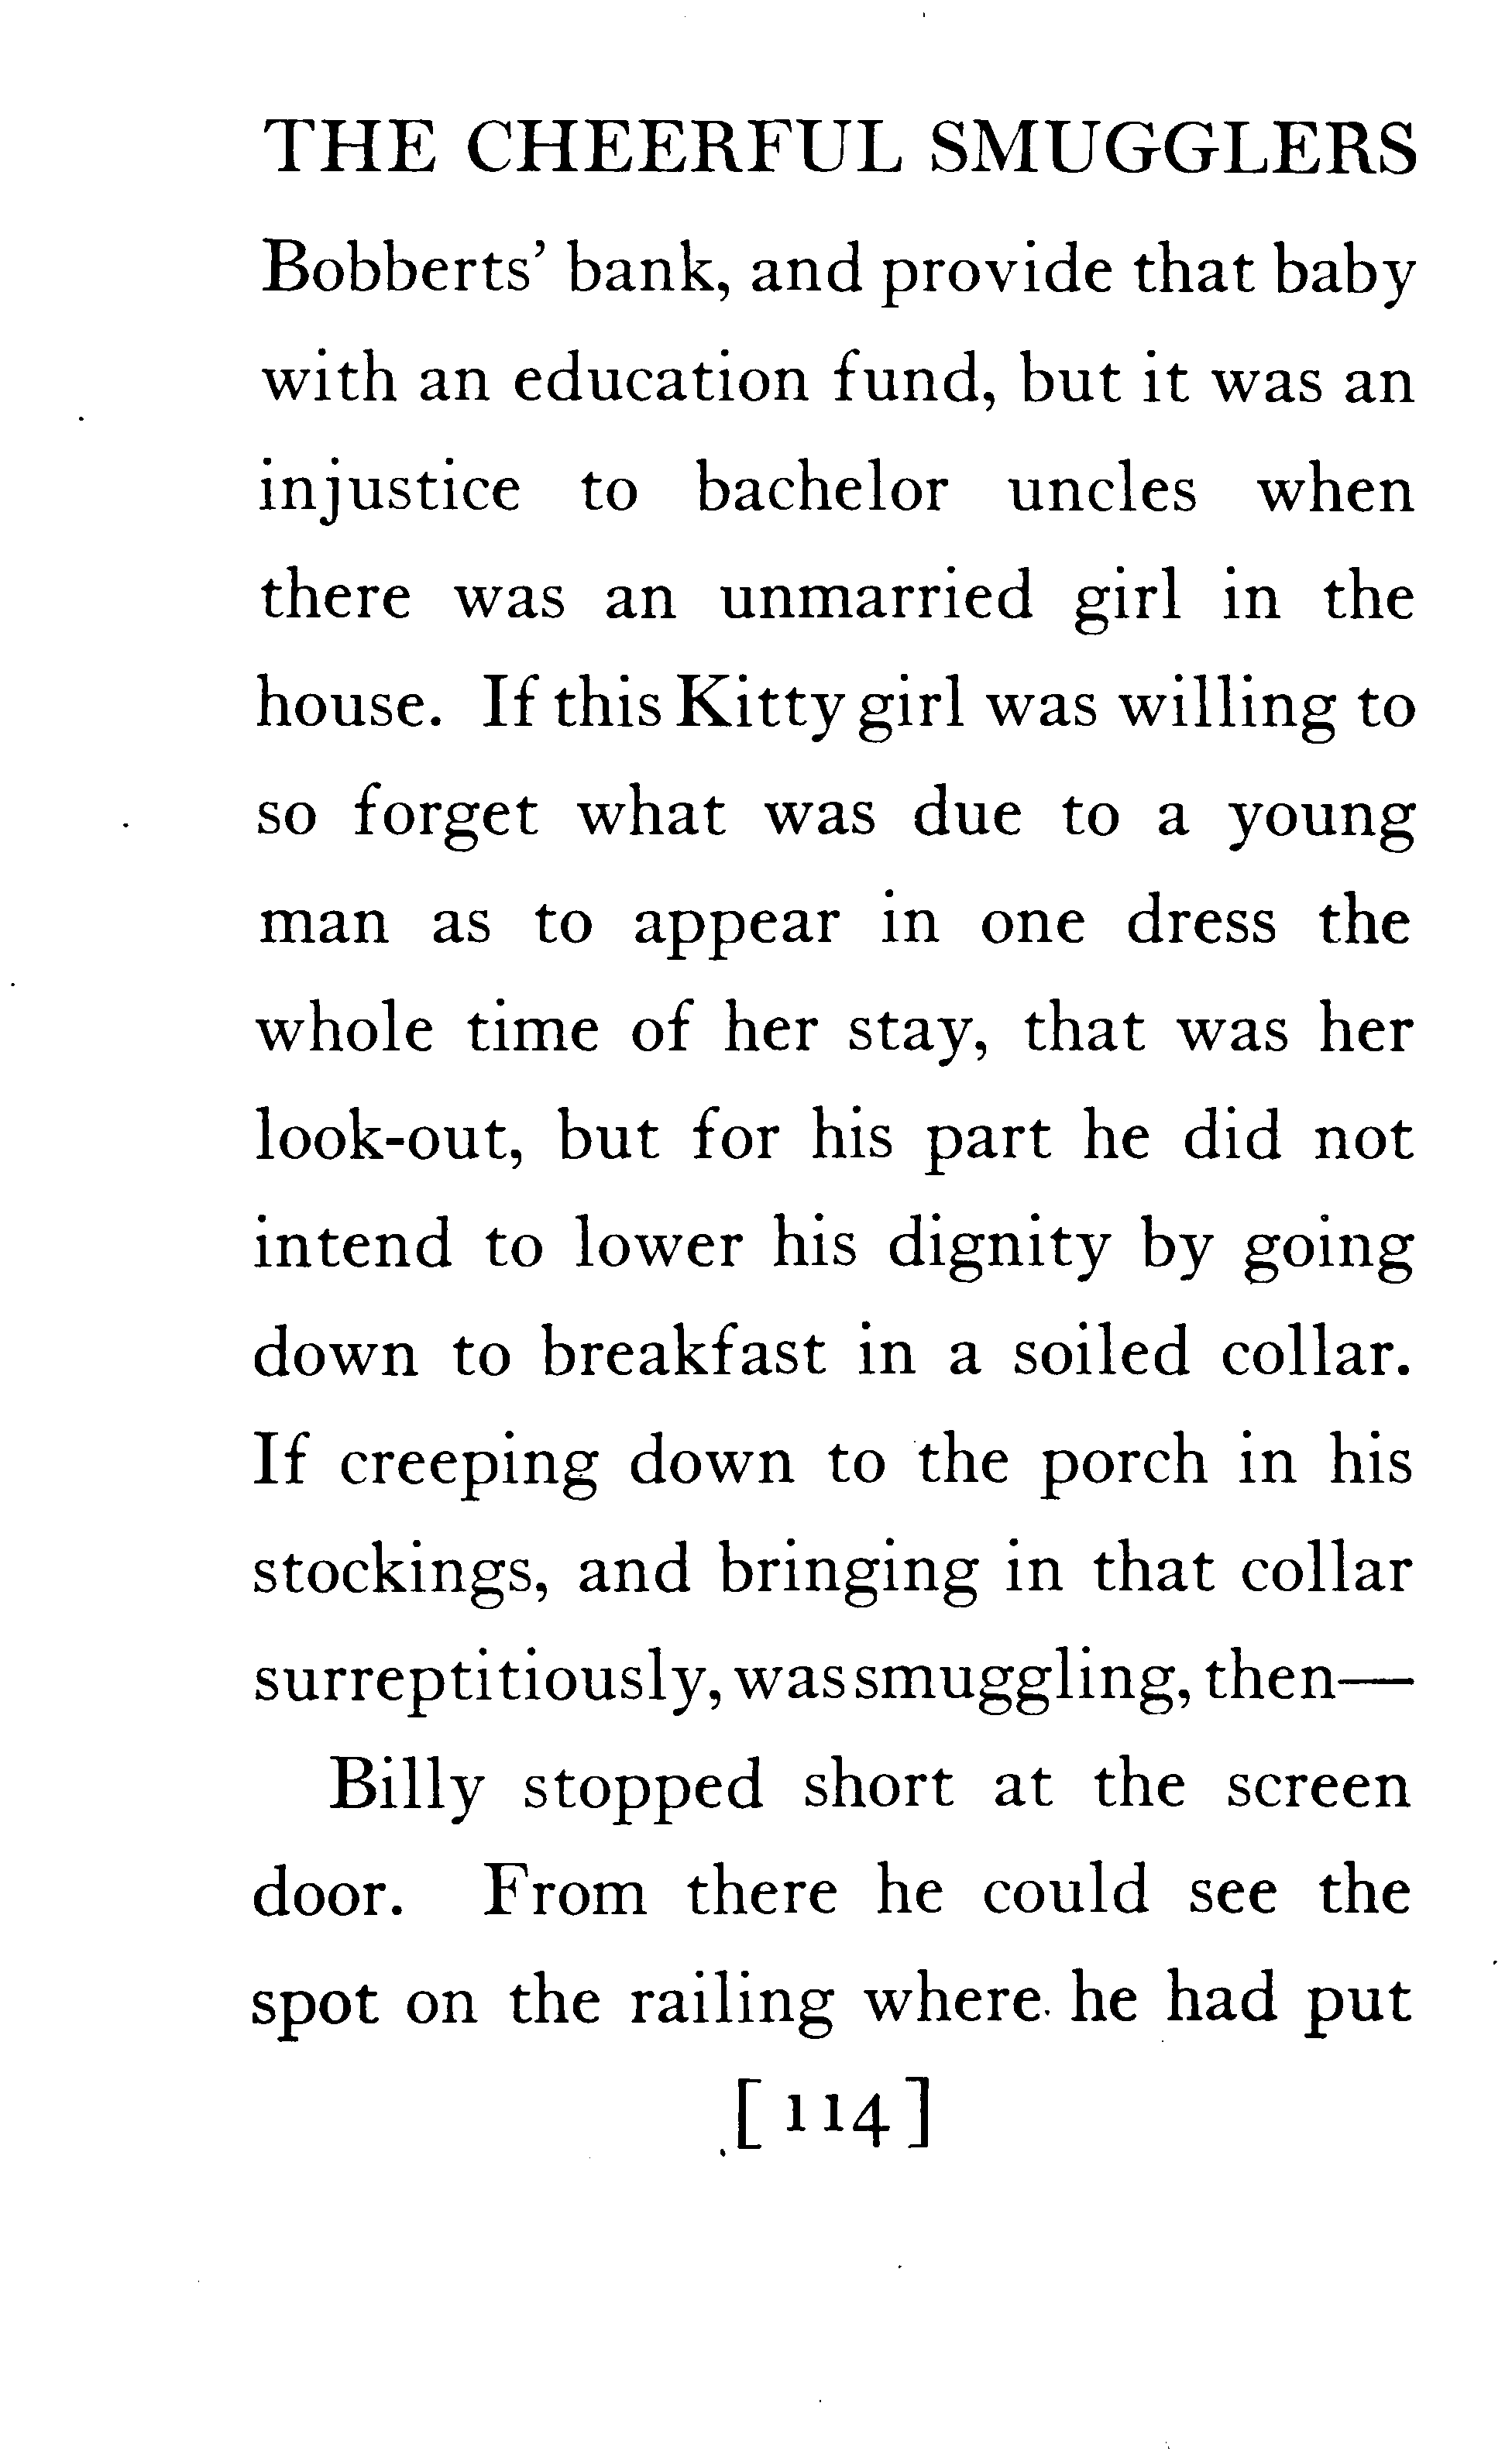 THE CHEERFUL SMUGGLERS
Bobberts' bank, and provide that baby
with an education fund, but it was an
injustice to bachelor uncles when
there was an unmarried girl in the
house. If this Kitty girl was willing to
so forget what was due to a young
man as to appear in one dress the
whole time of her stay, that was her
look-out, but for his part he did not
intend to lower his dignity by going
down to breakfast in a soiled collar.
If creeping down to the porch in his
stockings, and bringing in that collar
surreptitiously, was smuggling, then—
Billy stopped short at the screen
door. From there he could see the
spot on the railing where he had put
[114]